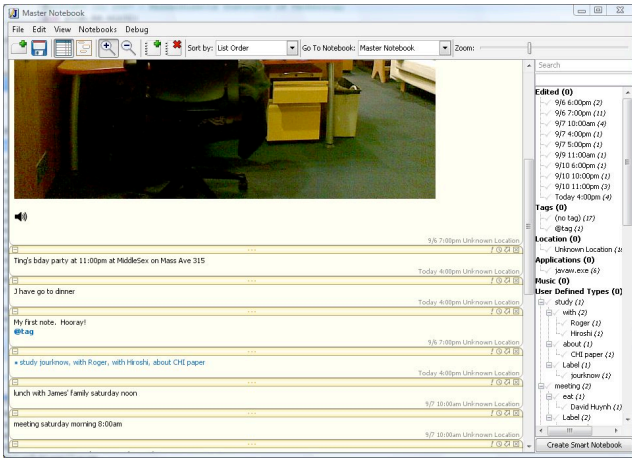 Master Notebook
File Edit View Notebooks Debug
Sort by: List Order Go To Notebook: Master Notebook Zoom:
9/6 7:00pm Unknown Location
Ting's bday party at 11:00pm at MiddleSex on Mass Ave 315
Today 4:00pm Unknown Location
J have go to dinner
Today 4:00pm Unknown Location
My first note. Hooray!
@tag
9/6 7:00pm Unknown Location
study jourknow, with Roger, with Hiroshi, about CHI paper
Today 4:00pm Unknown Location
lunch with James' family saturday noon
9/7 10:00am Unknown Location
meeting saturday morning 8:00am
9/7 10:00am Unknown Location
Search
Edited (0)
9/6 6:00pm (2)
9/6 7:00pm (11)
9/7 10:00am (4)
9/7 4:00pm (1)
9/7 5:00pm (1)
9/9 11:00am (1)
9/10 6:00pm (1)
9/10 10:00pm (1)
9/10 11:00pm (3)
Today 4:00pm (4)
Tags (0)
(no tag) (17)
@tag (1)
Location (0)
Unknown Location
Applications (0)
javaw.exe (6)
Music (0)
User Defined Types (0)
study (1)
with (2)
Roger (1)
Hiroshi (1)
about (1)
CHI paper (1)
Label (1)
jourknow (1)
meeting (2)
eat (1)
David Huynh (1)
Label (2)
Create Smart Notebook